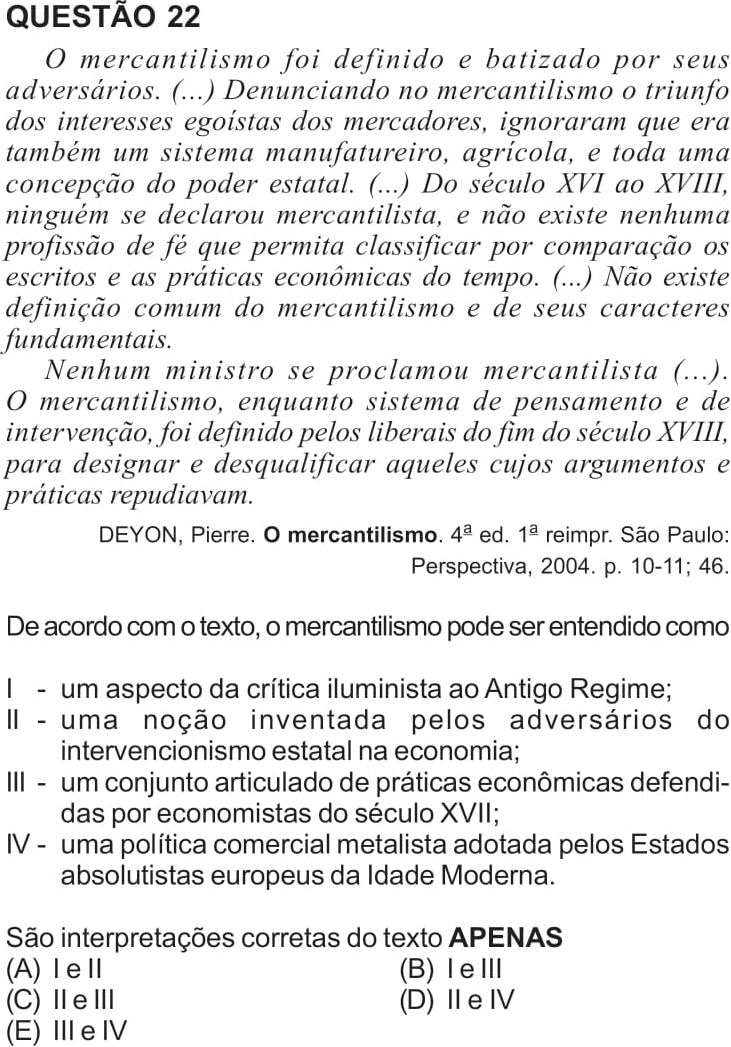 QUESTÃO 22
O mercantilismo foi definido e batizado por seus
adversários. (...) Denunciando no mercantilismo o triunfo
dos interesses egoístas dos mercadores, ignoraram que era
também um sistema manufatureiro, agrícola, e toda uma
concepção do poder estatal. (...) Do século XVI ao XVIII,
ninguém se declarou mercantilista, e não existe nenhuma
profissão de fé que permita classificar por comparação os
escritos e as práticas econômicas do tempo. (...) Não existe
definição comum do mercantilismo e de seus caracteres
fundamentais.
Nenhum ministro se proclamou mercantilista (...).
O mercantilismo, enquanto sistema de pensamento e de
intervenção, foi definido pelos liberais do fim do século XVIII,
para designar e desqualificar aqueles cujos argumentos e
práticas repudiavam.
DEYON, Pierre. O mercantilismo. 4ª ed. 1ª reimpr. São Paulo:
Perspectiva, 2004. p. 10-11; 46.
De acordo com o texto, o mercantilismo pode ser entendido como
I - um aspecto da crítica iluminista ao Antigo Regime;
II - uma noção inventada pelos adversários do
intervencionismo estatal na economia;
III - um conjunto articulado de práticas econômicas defendi-
das por economistas do século XVII;
IV - uma política comercial metalista adotada pelos Estados
absolutistas europeus da Idade Moderna.
São interpretações corretas do texto APENAS
(A) I e II (B) I e III
(C) II e III (D) II e IV
(E) III e IV